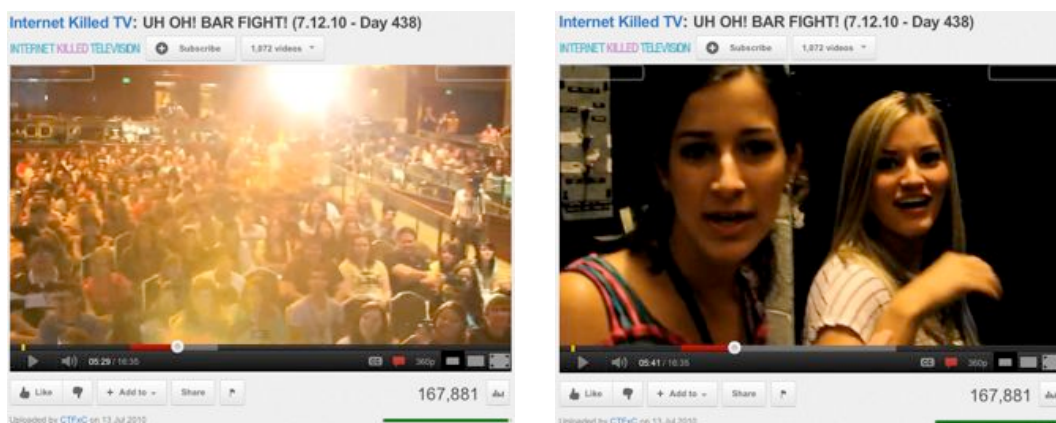 Internet Killed TV: UH OH! BAR FIGHT! (7.12.10 - Day 438)
INTERNET KILLED TELEVISION Subscribe 1,072 videos
05:29 / 16:35 CC 360p
Like + Add to Share 167,881
Uploaded by CTFxC on 13 Jul 2010
Internet Killed TV: UH OH! BAR FIGHT! (7.12.10 - Day 438)
INTERNET KILLED TELEVISION Subscribe 1,072 videos
05:41 / 16:35 CC 360p
Like + Add to Share 167,881
Uploaded by CTFxC on 13 Jul 2010